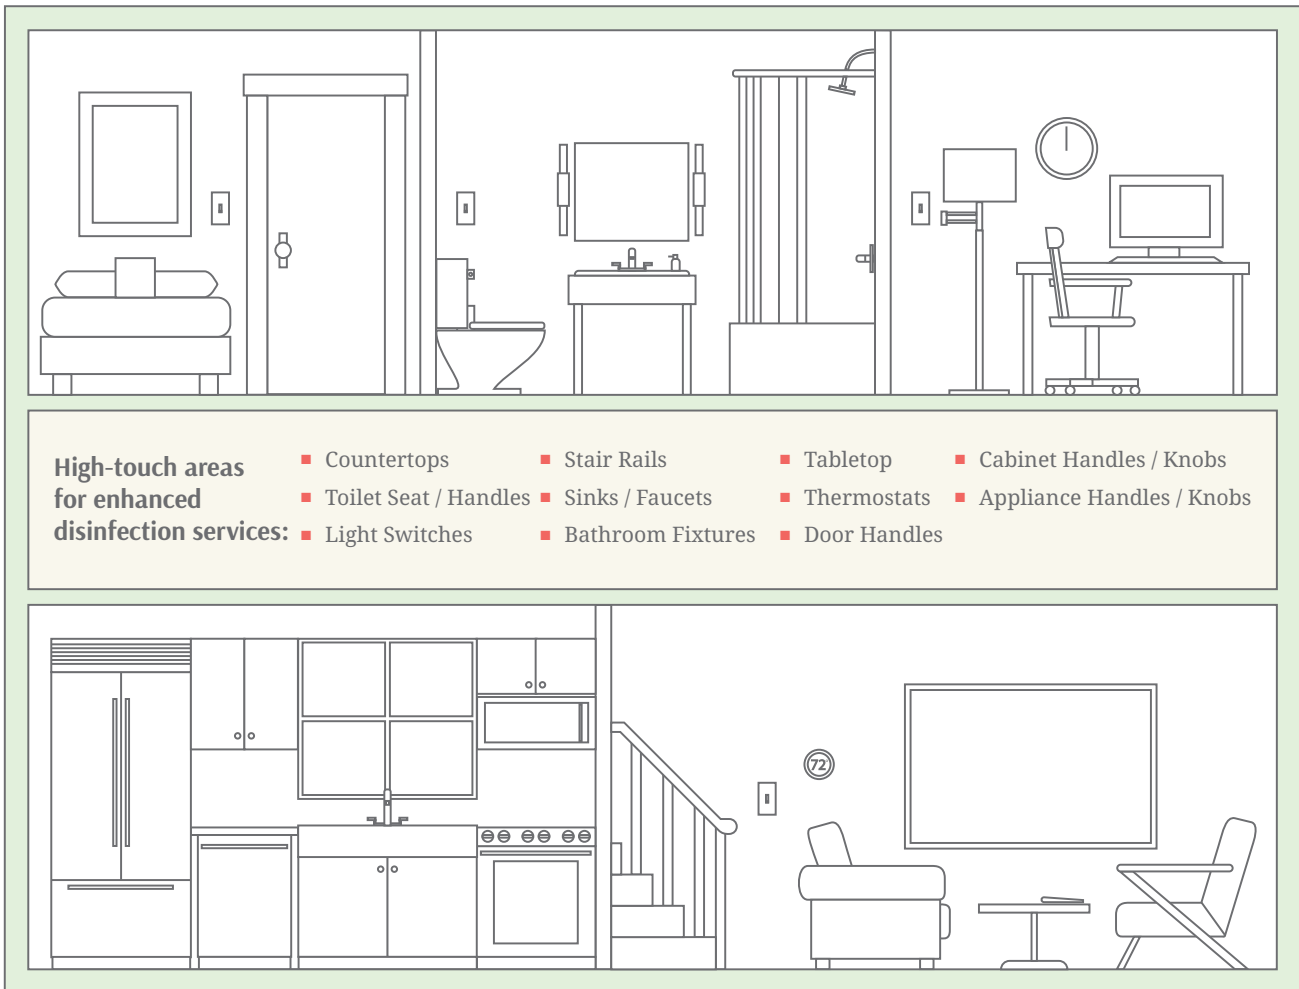 High-touch areas
for enhanced
disinfection services:
Countertops
Toilet Seat / Handles
Light Switches
Stair Rails
Sinks / Faucets
Bathroom Fixtures
Tabletop
Thermostats
Door Handles
Cabinet Handles / Knobs
Appliance Handles / Knobs
72°